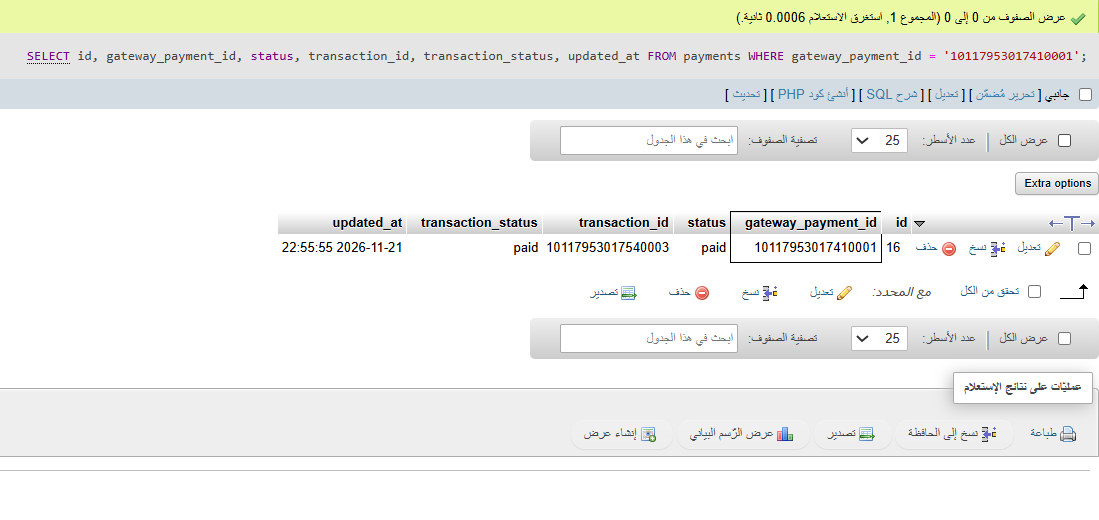 عرض الصفوف من 0 إلى 0 (المجموع 1, استغرق الاستعلام 0.0006 ثانية.)
SELECT id, gateway_payment_id, status, transaction_id, transaction_status, updated_at FROM payments WHERE gateway_payment_id = '10117953017410001';
جانبي [ تحرير مُضمّن ] [ تعديل ] [ شرح SQL ] [ أنشئ كود PHP ] [ تحديث ]
عرض الكل عدد الأسطر: 25 تصفية الصفوف: ابحث في هذا الجدول
Extra options
id gateway_payment_id status transaction_id transaction_status updated_at
تعديل نسخ حذف 16 10117953017410001 paid 10117953017540003 paid 2026-11-21 22:55:55
تحقق من الكل مع المحدد: تعديل نسخ حذف تصدير
عرض الكل عدد الأسطر: 25 تصفية الصفوف: ابحث في هذا الجدول
عمليّات على نتائج الإستعلام
طباعة نسخ إلى الحافظة تصدير عرض الرّسم البياني إنشاء عرض